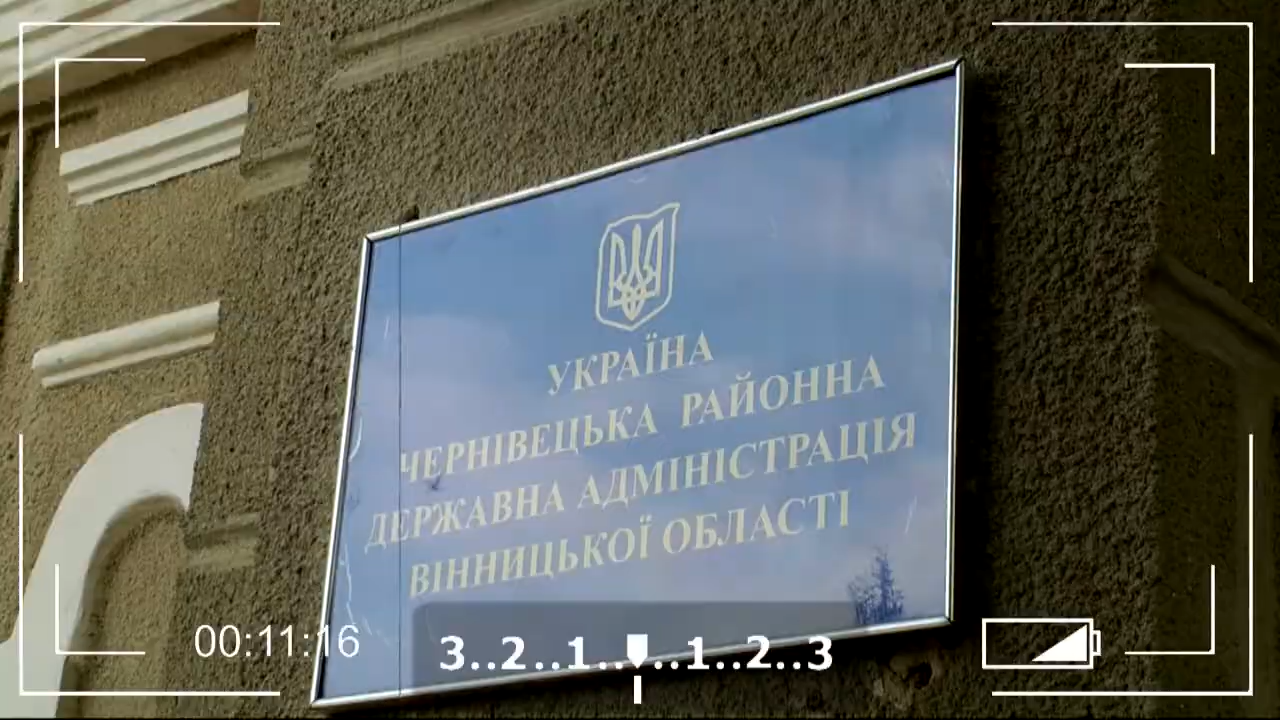 УКРАЇНА
ЧЕРНІВЕЦЬКА РАЙОННА
ДЕРЖАВНА АДМІНІСТРАЦІЯ
ВІННИЦЬКОЇ ОБЛАСТІ
00:11:16
3..2..1.. ..1..2..3